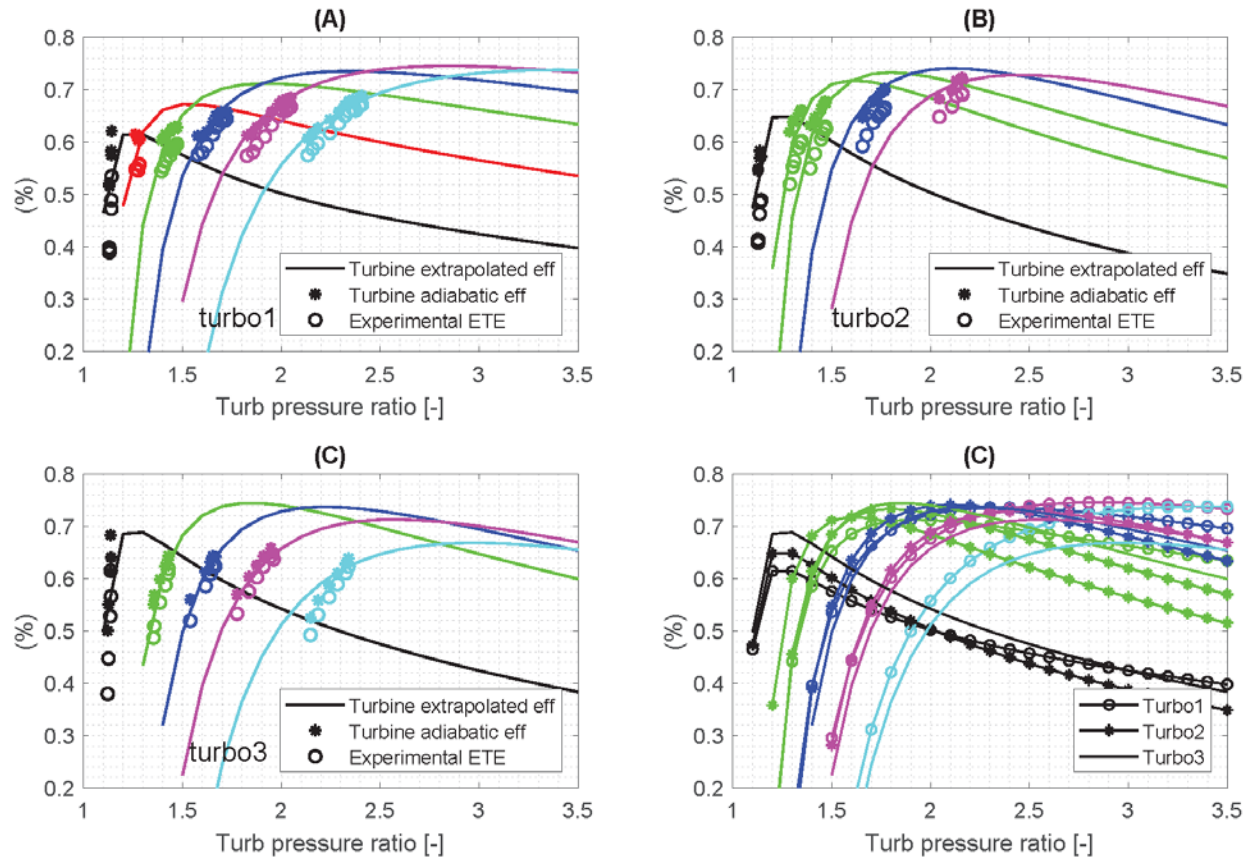 (A)
(%)
0.8
0.7
0.6
0.5
0.4
0.3
0.2
1
1.5
2
2.5
3
3.5
Turb pressure ratio [-]
turbo1
Turbine extrapolated eff
Turbine adiabatic eff
Experimental ETE
(B)
(%)
0.8
0.7
0.6
0.5
0.4
0.3
0.2
1
1.5
2
2.5
3
3.5
Turb pressure ratio [-]
turbo2
Turbine extrapolated eff
Turbine adiabatic eff
Experimental ETE
(C)
(%)
0.8
0.7
0.6
0.5
0.4
0.3
0.2
1
1.5
2
2.5
3
3.5
Turb pressure ratio [-]
turbo3
Turbine extrapolated eff
Turbine adiabatic eff
Experimental ETE
(C)
(%)
0.8
0.7
0.6
0.5
0.4
0.3
0.2
1
1.5
2
2.5
3
3.5
Turb pressure ratio [-]
Turbo1
Turbo2
Turbo3